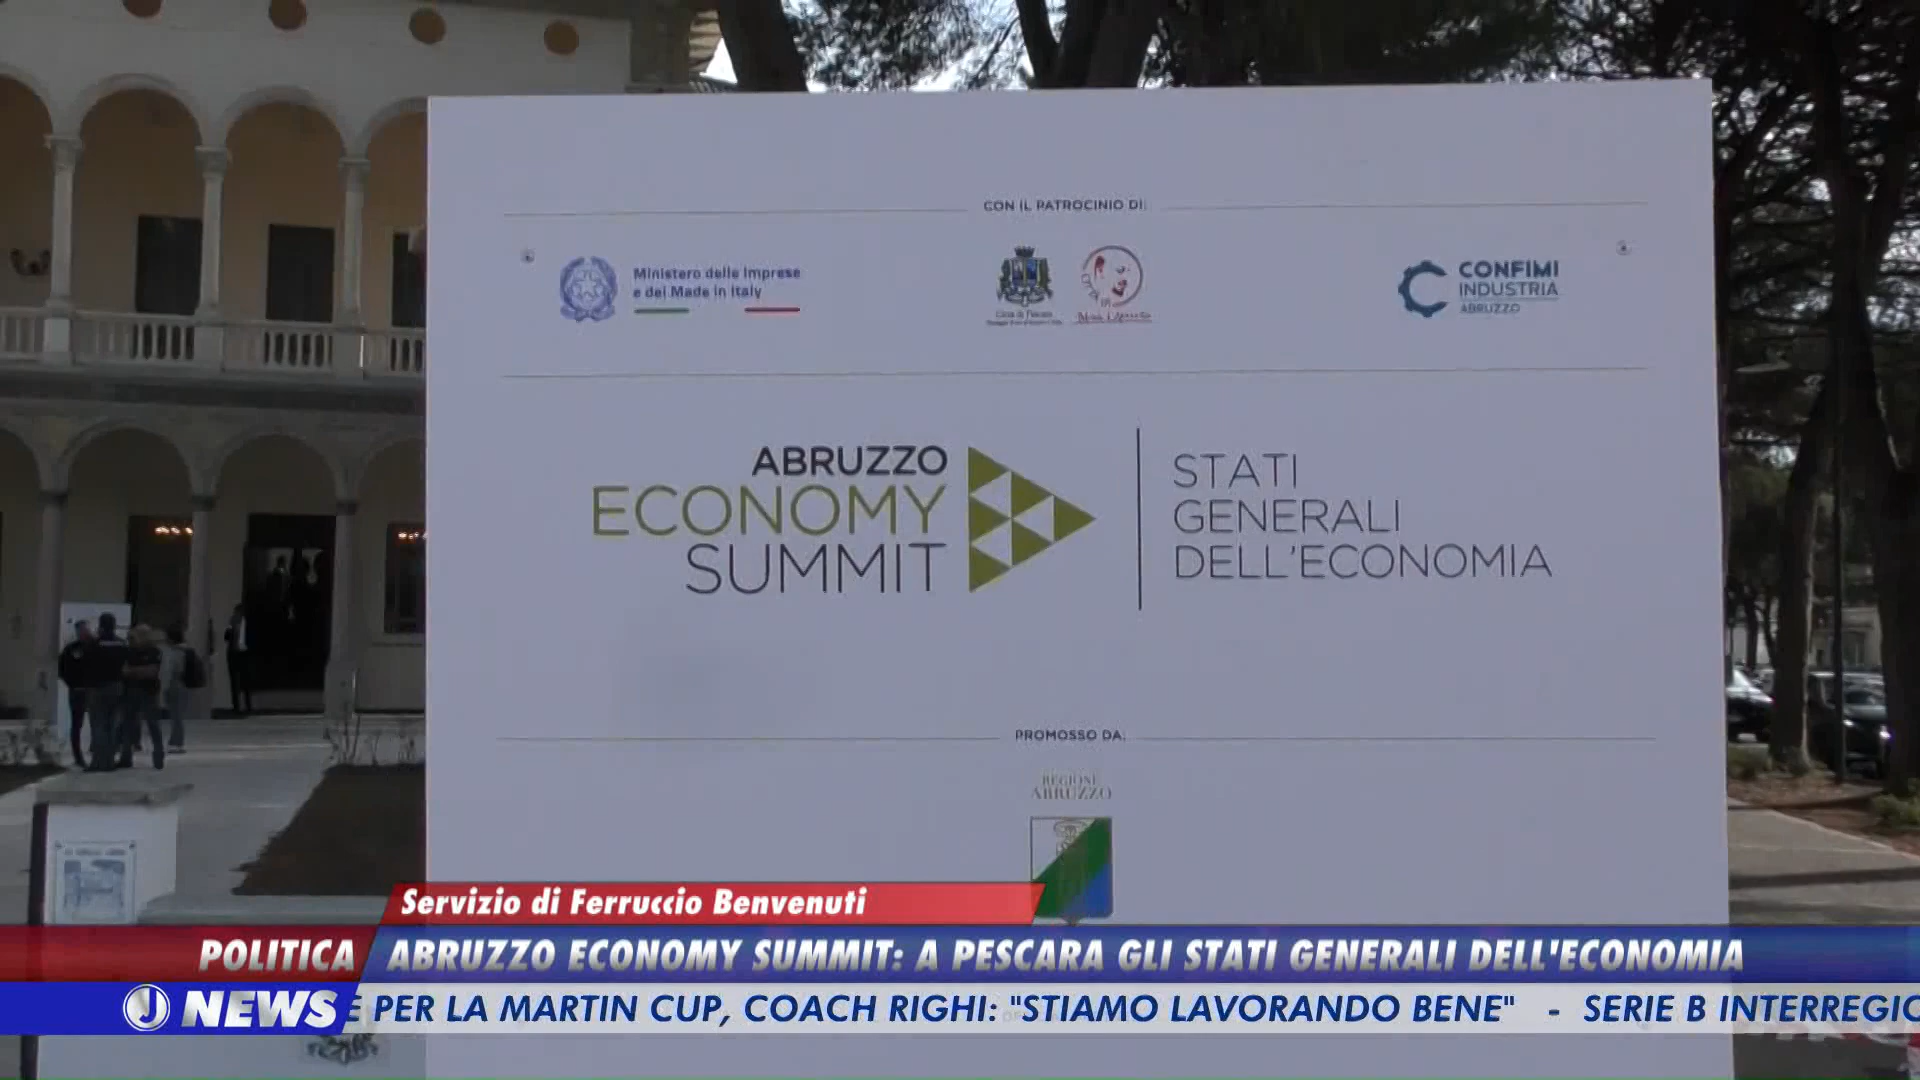 CON IL PATROCINIO DI:
Ministero delle Imprese
e del Made in Italy
CONFIMI
INDUSTRIA
ABRUZZO
ABRUZZO
ECONOMY
SUMMIT
STATI
GENERALI
DELL'ECONOMIA
PROMOSSO DA:
REGIONE
ABRUZZO
Servizio di Ferruccio Benvenuti
POLITICA
ABRUZZO ECONOMY SUMMIT: A PESCARA GLI STATI GENERALI DELL'ECONOMIA
J NEWS
E PER LA MARTIN CUP, COACH RIGHI: "STIAMO LAVORANDO BENE" - SERIE B INTERREGIO